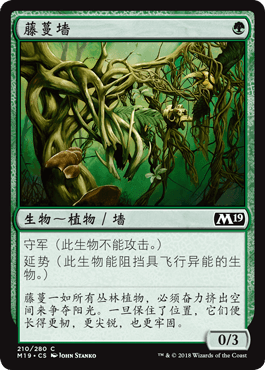 藤蔓墙
生物～植物 / 墙
M19
守军（此生物不能攻击。）
延势（此生物能阻挡具飞行异能的生
物。）
藤蔓一如所有丛林植物，必须奋力挤出空
间来争夺阳光。一旦保住了位置，它们便
长得更韧，更尖锐，也更牢固。
0/3
210/280 C
M19 • CS JOHN STANKO
™ & © 2018 Wizards of the Coast